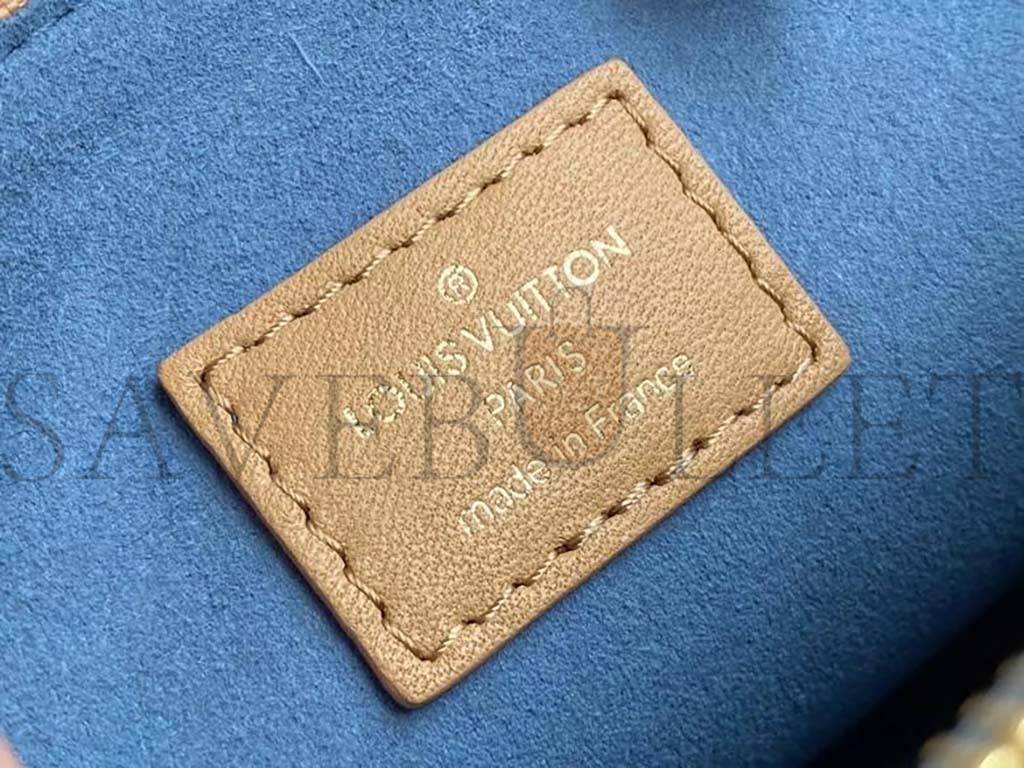 ®
LOUIS VUITTON
PARIS
made in France
SAVEBULLET